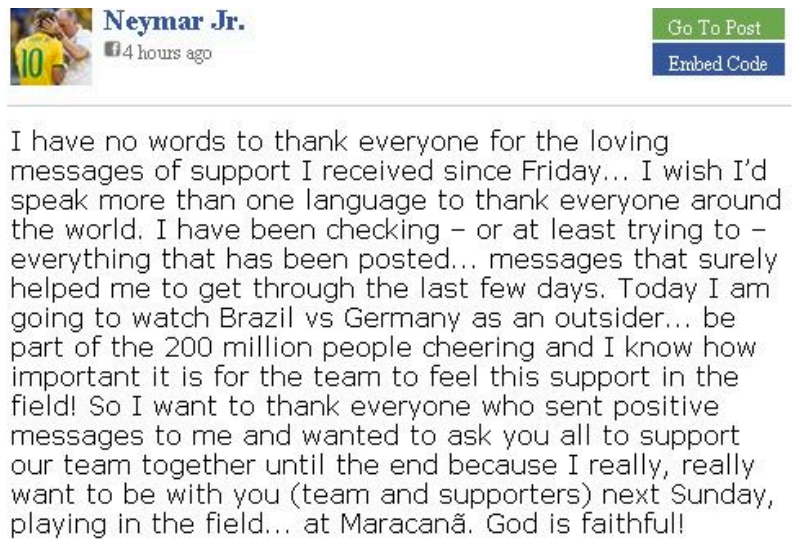 Neymar Jr.
4 hours ago
Go To Post
Embed Code
10
I have no words to thank everyone for the loving
messages of support I received since Friday... I wish I'd
speak more than one language to thank everyone around
the world. I have been checking – or at least trying to –
everything that has been posted... messages that surely
helped me to get through the last few days. Today I am
going to watch Brazil vs Germany as an outsider... be
part of the 200 million people cheering and I know how
important it is for the team to feel this support in the
field! So I want to thank everyone who sent positive
messages to me and wanted to ask you all to support
our team together until the end because I really, really
want to be with you (team and supporters) next Sunday,
playing in the field... at Maracanã. God is faithful!